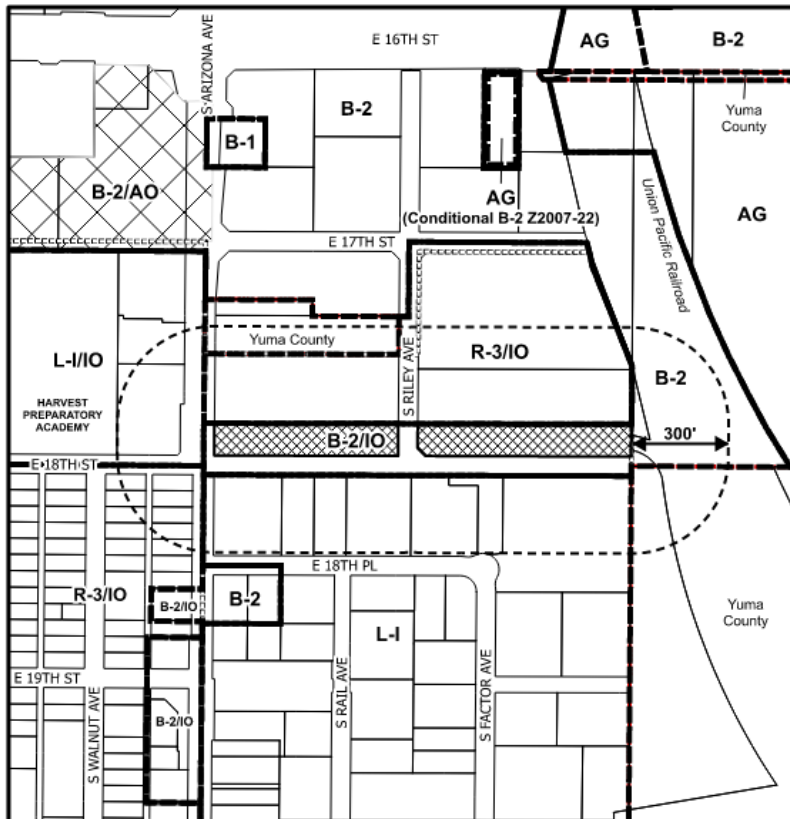 E 16TH ST
AG
B-2
S ARIZONA AVE
B-2
B-1
Yuma
County
B-2/AO
AG
(Conditional B-2 Z2007-22)
AG
Union Pacific Railroad
E 17TH ST
Yuma County
S RILEY AVE
R-3/IO
L-I/IO
HARVEST
PREPARATORY
ACADEMY
B-2
B-2/IO
300'
E 18TH ST
E 18TH PL
R-3/IO
B-2/IO
B-2
Yuma
County
L-I
E 19TH ST
S WALNUT AVE
B-2/IO
S RAIL AVE
S FACTOR AVE